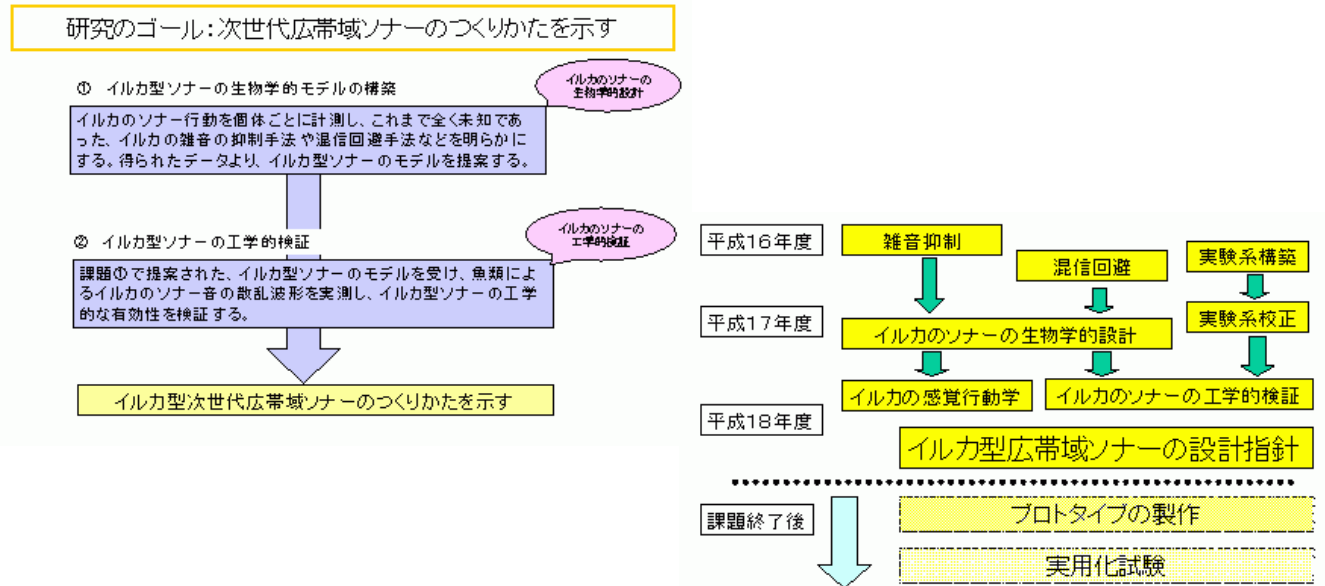 研究のゴール：次世代広帯域ソナーのつくりかたを示す
① イルカ型ソナーの生物学的モデルの構築
イルカのソナーの
生物学的設計
イルカのソナー行動を個体ごとに計測し、これまで全く未知であ
った、イルカの雑音の抑制手法や混信回避手法などを明らかに
する。得られたデータより、イルカ型ソナーのモデルを提案する。
② イルカ型ソナーの工学的検証
イルカのソナーの
工学的検証
課題①で提案された、イルカ型ソナーのモデルを受け、魚類によ
るイルカのソナー音の散乱波形を実測し、イルカ型ソナーの工学
的な有効性を検証する。
イルカ型次世代広帯域ソナーのつくりかたを示す
平成16年度
雑音抑制
混信回避
実験系構築
平成17年度
イルカのソナーの生物学的設計
実験系校正
イルカの感覚行動学
イルカのソナーの工学的検証
平成18年度
イルカ型広帯域ソナーの設計指針
課題終了後
プロトタイプの製作
実用化試験